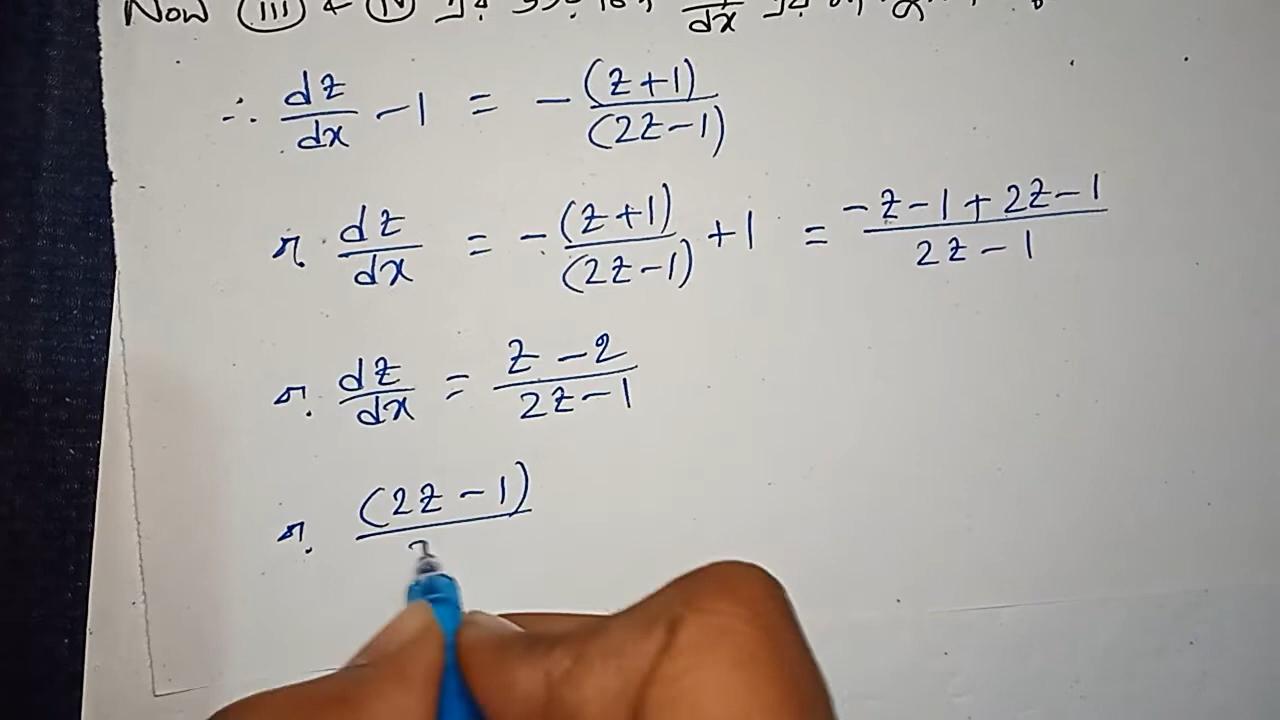 Now (III) & (IV) dx
∴ dz/dx - 1 = - (z+1)/(2z-1)
or dz/dx = - (z+1)/(2z-1) + 1 = (-z-1+2z-1)/(2z-1)
or dz/dx = (z-2)/(2z-1)
or (2z-1)